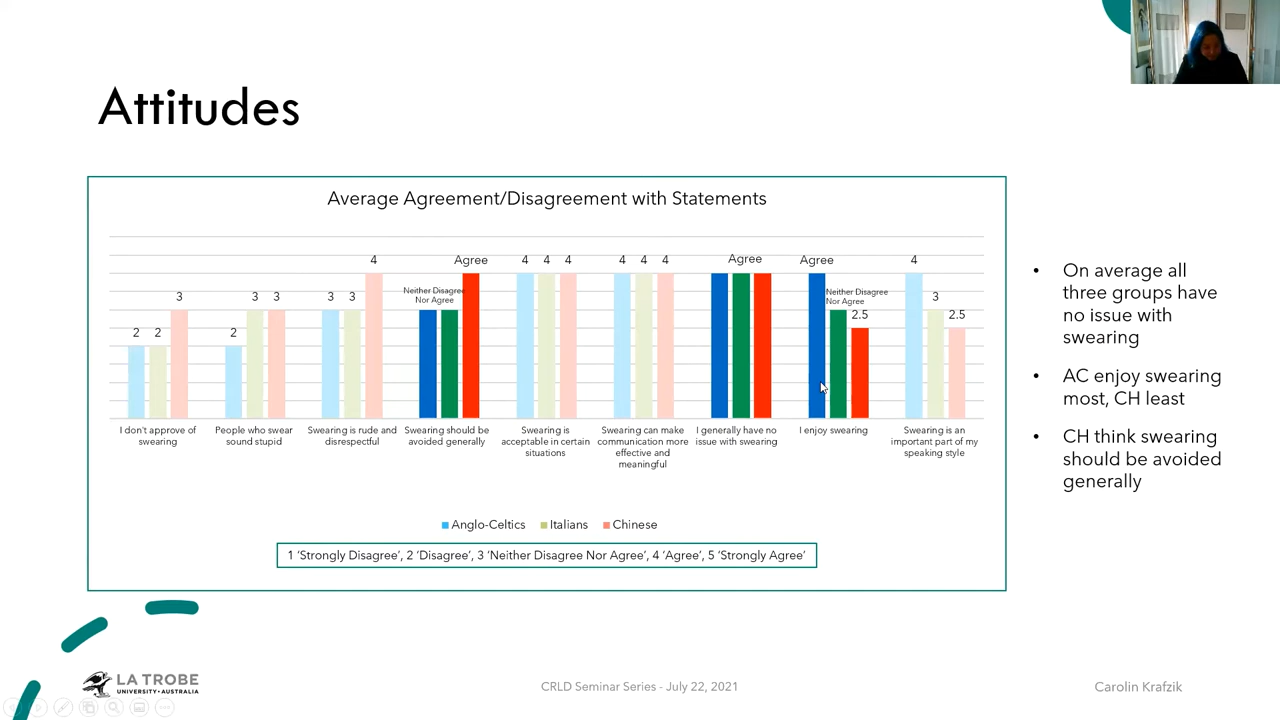 Attitudes
Average Agreement/Disagreement with Statements
2 2 3
2 3 3
3 3 4
Neither Disagree
Nor Agree
Agree
4 4 4
4 4 4
Agree
Agree
Neither Disagree
Nor Agree
2.5
4 3 2.5
I don't approve of
swearing
People who swear
sound stupid
Swearing is rude and
disrespectful
Swearing should be
avoided generally
Swearing is
acceptable in certain
situations
Swearing can make
communication more
effective and
meaningful
I generally have no
issue with swearing
I enjoy swearing
Swearing is an
important part of my
speaking style
Anglo-Celtics Italians Chinese
1 'Strongly Disagree', 2 'Disagree', 3 'Neither Disagree Nor Agree', 4 'Agree', 5 'Strongly Agree'
• On average all
three groups have
no issue with
swearing
• AC enjoy swearing
most, CH least
• CH think swearing
should be avoided
generally
LA TROBE
UNIVERSITY • AUSTRALIA
CRLD Seminar Series - July 22, 2021
Carolin Krafzik